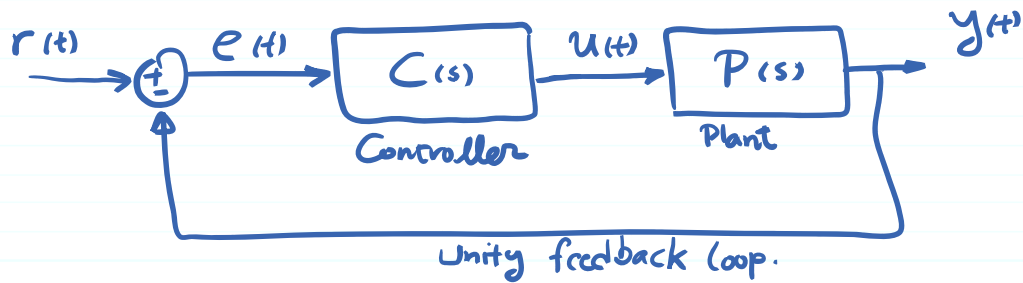 r(t) e(t) C(s) u(t) P(s) y(t)
+
-
Controller Plant
Unity feedback loop.